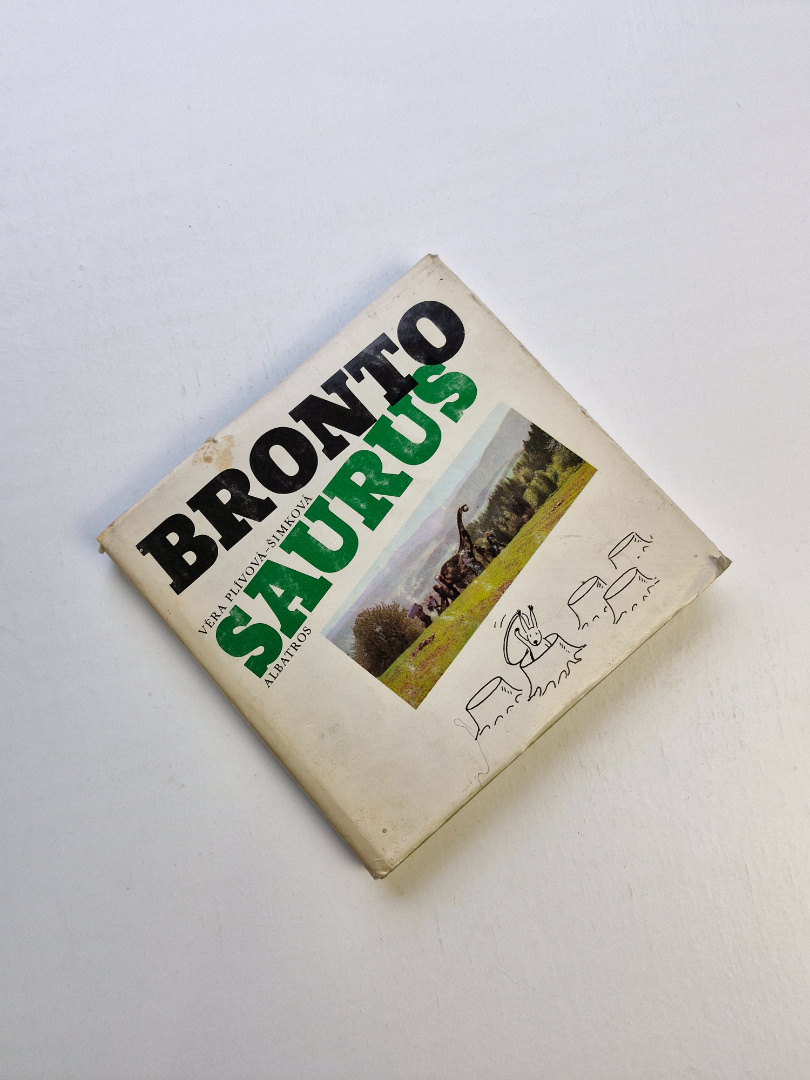 BRONTO
VĚRA PLÍVOVÁ-ŠIMKOVÁ
SAURUS
ALBATROS